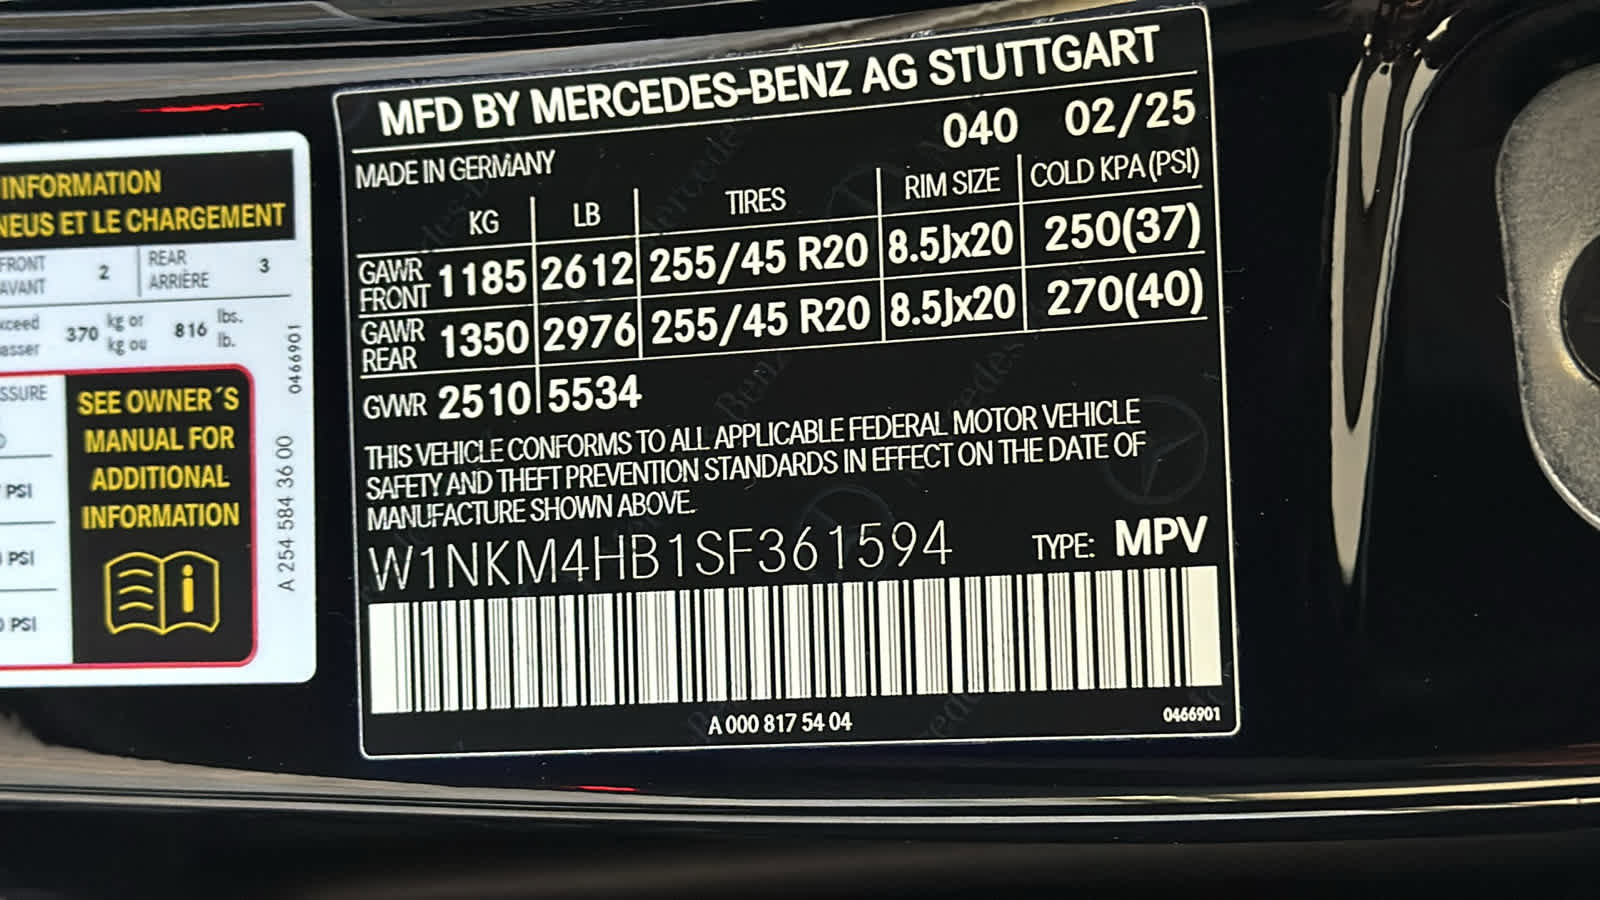 INFORMATION
NEUS ET LE CHARGEMENT
FRONT
AVANT
2
REAR
ARRIÈRE
3
370 kg or
kg ou
816 lbs.
lb.
SEE OWNER´S
MANUAL FOR
ADDITIONAL
INFORMATION
PSI
PSI
PSI
0466901
A 254 584 36 00
MFD BY MERCEDES-BENZ AG STUTTGART
MADE IN GERMANY
040 02/25
KG LB TIRES RIM SIZE COLD KPA (PSI)
GAWR FRONT 1185 2612 255/45 R20 8.5Jx20 250(37)
GAWR REAR 1350 2976 255/45 R20 8.5Jx20 270(40)
GVWR 2510 5534
THIS VEHICLE CONFORMS TO ALL APPLICABLE FEDERAL MOTOR VEHICLE
SAFETY AND THEFT PREVENTION STANDARDS IN EFFECT ON THE DATE OF
MANUFACTURE SHOWN ABOVE.
W1NKM4HB1SF361594 TYPE: MPV
A 000 817 54 04
0466901